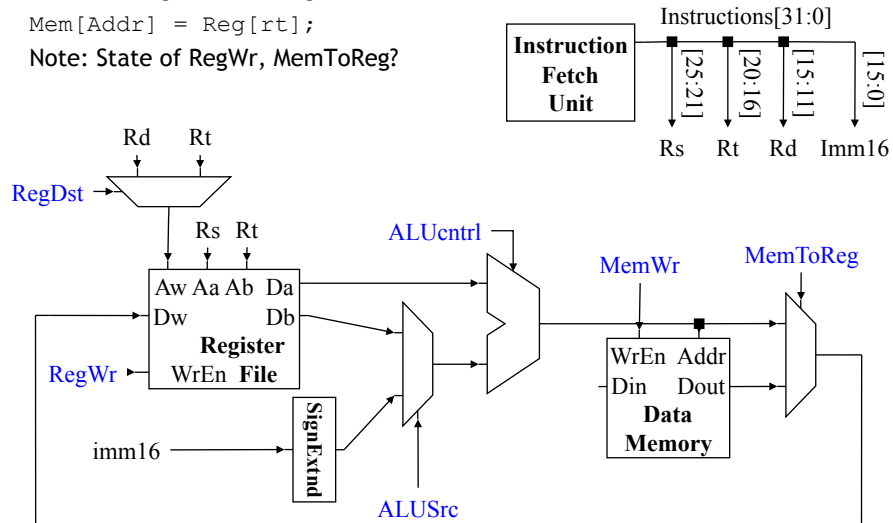 Mem[Addr] = Reg[rt];
Note: State of RegWr, MemToReg?
Instructions[31:0]
Instruction
Fetch
Unit
[25:21]
[20:16]
[15:11]
[15:0]
Rs Rt Rd Imm16
Rd Rt
RegDst
Rs Rt
ALUcntrl
MemWr
MemToReg
Aw Aa Ab Da
Dw Db
Register
WrEn File
RegWr
WrEn Addr
Din Dout
Data
Memory
SignExtnd
imm16
ALUSrc